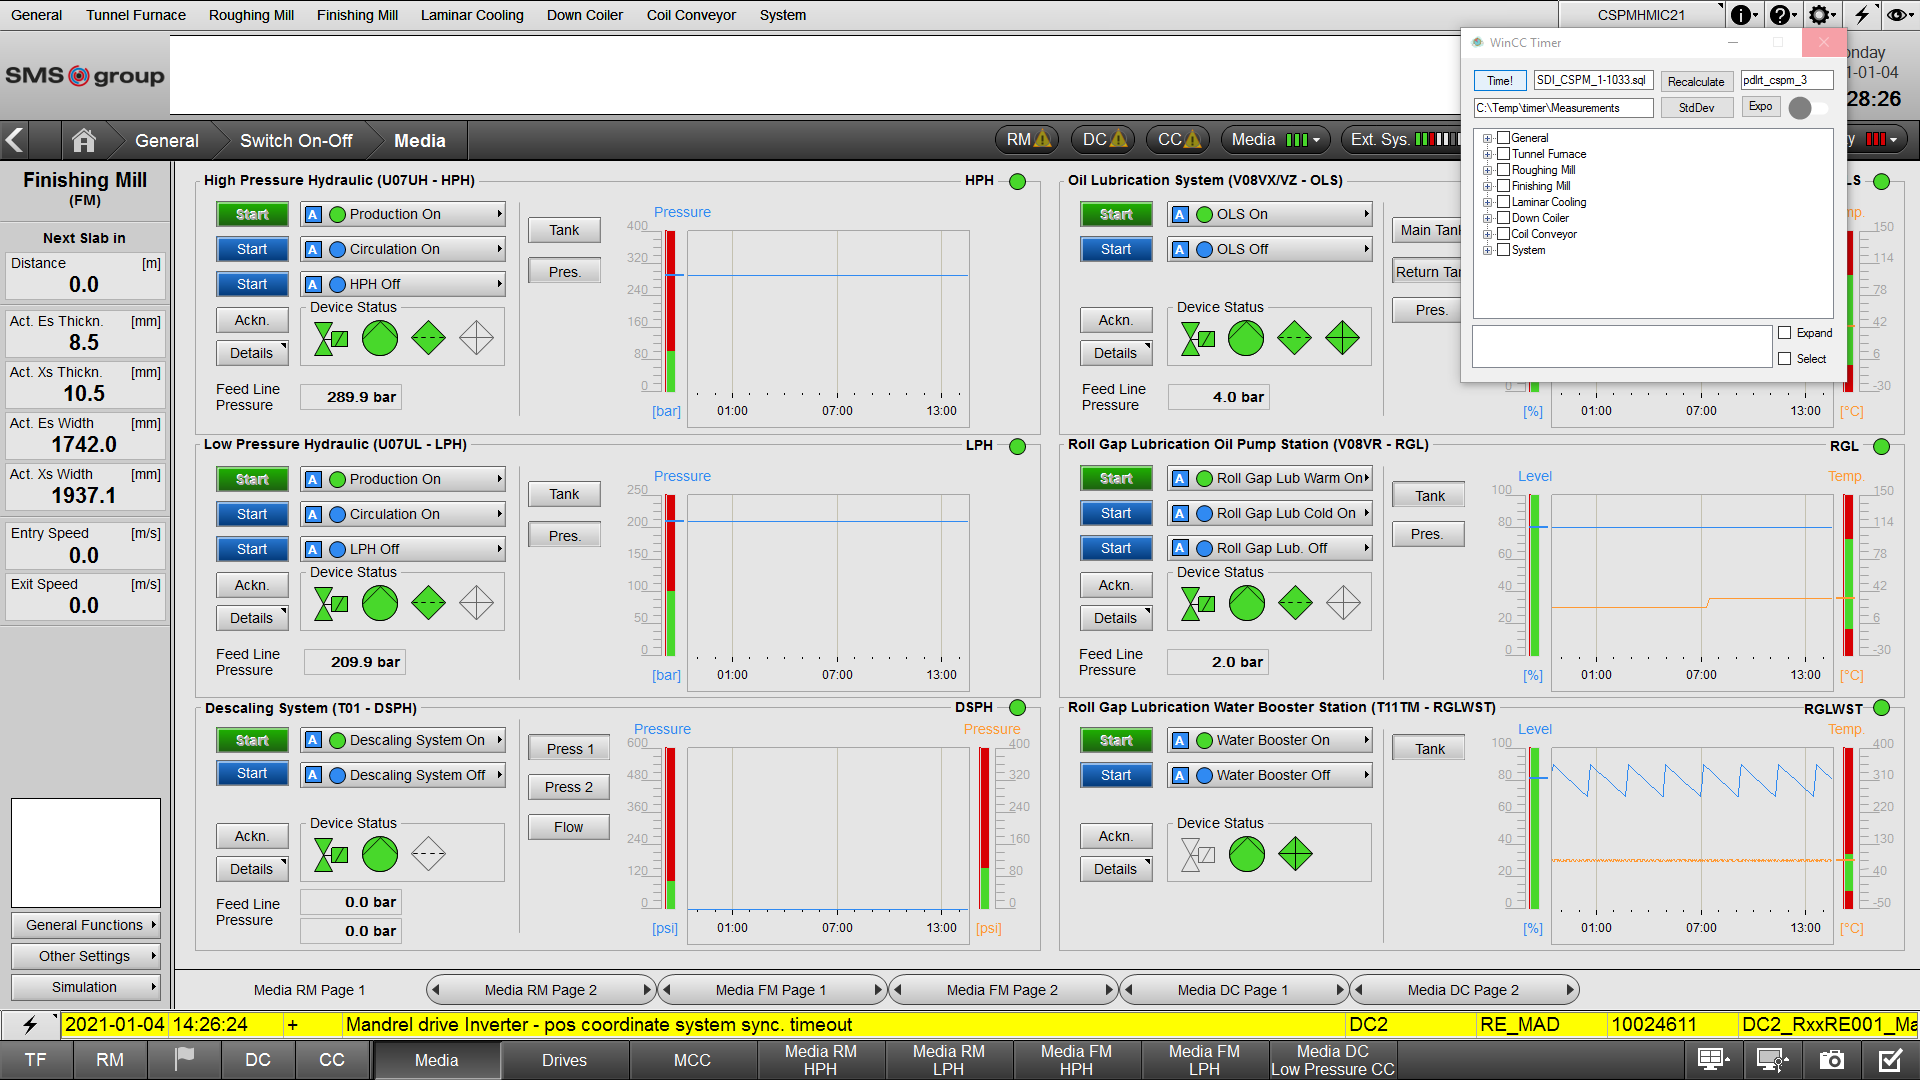 General Tunnel Furnace Roughing Mill Finishing Mill Laminar Cooling Down Coiler Coil Conveyor System CSPMHMIC21
SMS group
WinCC Timer
Time! SDI_CSPM_1-1033.sql Recalculate pdlrt_cspm_3
C:\Temp\timer\Measurements StdDev Expo
General
Tunnel Furnace
Roughing Mill
Finishing Mill
Laminar Cooling
Down Coiler
Coil Conveyor
System
Expand
Select
nday
1-01-04
28:26
General Switch On-Off Media RM DC CC Media Ext. Sys. y
Finishing Mill
(FM)
Next Slab in
Distance [m]
0.0
Act. Es Thickn. [mm]
8.5
Act. Xs Thickn. [mm]
10.5
Act. Es Width [mm]
1742.0
Act. Xs Width [mm]
1937.1
Entry Speed [m/s]
0.0
Exit Speed [m/s]
0.0
General Functions
Other Settings
Simulation
High Pressure Hydraulic (U07UH - HPH) HPH
Start A Production On
Start A Circulation On
Start A HPH Off
Ackn.
Details
Device Status
Feed Line
Pressure
289.9 bar
Tank
Pres.
Pressure
400
320
240
160
80
0
[bar] 01:00 07:00 13:00
Oil Lubrication System (V08VX/VZ - OLS) LS
Start A OLS On
Start A OLS Off
Ackn.
Details
Device Status
Feed Line
Pressure
4.0 bar
Main Tank
Return Tan
Pres.
mp.
150
114
78
42
6
-30
[%] 01:00 07:00 13:00 [°C]
Low Pressure Hydraulic (U07UL - LPH) LPH
Start A Production On
Start A Circulation On
Start A LPH Off
Ackn.
Details
Device Status
Feed Line
Pressure
209.9 bar
Tank
Pres.
Pressure
250
200
150
100
50
0
[bar] 01:00 07:00 13:00
Roll Gap Lubrication Oil Pump Station (V08VR - RGL) RGL
Start A Roll Gap Lub Warm On
Start A Roll Gap Lub Cold On
Start A Roll Gap Lub. Off
Ackn.
Details
Device Status
Feed Line
Pressure
2.0 bar
Tank
Pres.
Level Temp.
100 150
80 114
60 78
40 42
20 6
0 -30
[%] 01:00 07:00 13:00 [°C]
Descaling System (T01 - DSPH) DSPH
Start A Descaling System On
Start A Descaling System Off
Ackn.
Details
Device Status
Feed Line
Pressure
0.0 bar
0.0 bar
Press 1
Press 2
Flow
Pressure Pressure
600 400
480 320
360 240
240 160
120 80
0 0
[psi] 01:00 07:00 13:00 [psi]
Roll Gap Lubrication Water Booster Station (T11TM - RGLWST) RGLWST
Start A Water Booster On
Start A Water Booster Off
Ackn.
Details
Device Status
Tank
Level Temp.
100 400
80 310
60 220
40 130
20 40
0 -50
[%] 01:00 07:00 13:00 [°C]
Media RM Page 1 Media RM Page 2 Media FM Page 1 Media FM Page 2 Media DC Page 1 Media DC Page 2
2021-01-04 14:26:24 + Mandrel drive Inverter - pos coordinate system sync. timeout DC2 RE_MAD 10024611 DC2_RxxRE001_Ma
TF RM DC CC Media Drives MCC
Media RM
HPH
Media RM
LPH
Media FM
HPH
Media FM
LPH
Media DC
Low Pressure CC